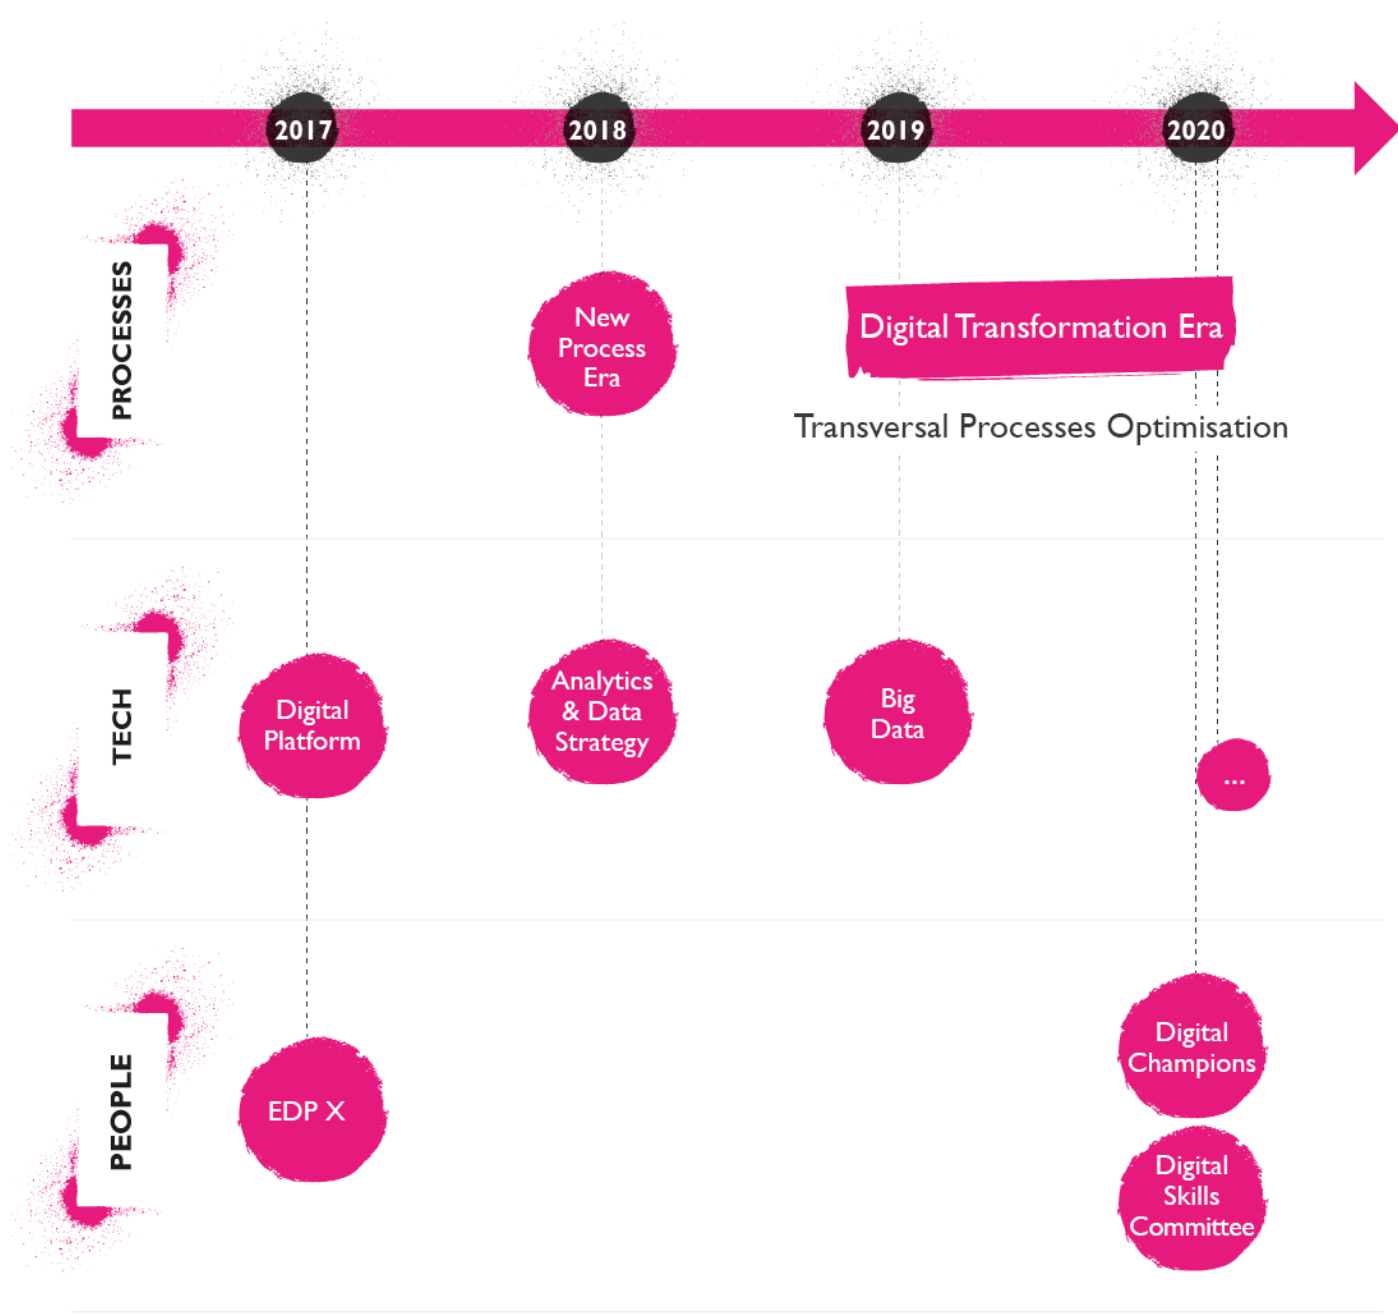 2017
2018
2019
2020
PROCESSES
New
Process
Era
Digital Transformation Era
Transversal Processes Optimisation
TECH
Digital
Platform
Analytics
& Data
Strategy
Big
Data
...
PEOPLE
EDP X
Digital
Champions
Digital
Skills
Committee